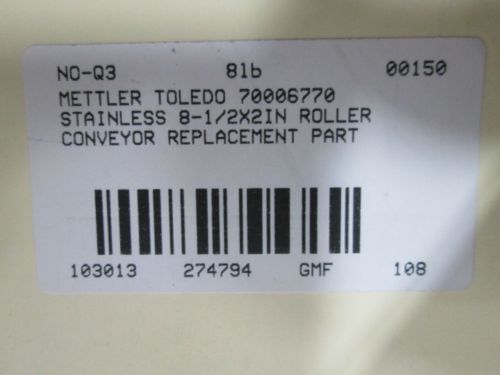 NO-Q3 8lb 00150
METTLER TOLEDO 70006770
STAINLESS 8-1/2X2IN ROLLER
CONVEYOR REPLACEMENT PART
103013 274794 GMF 108